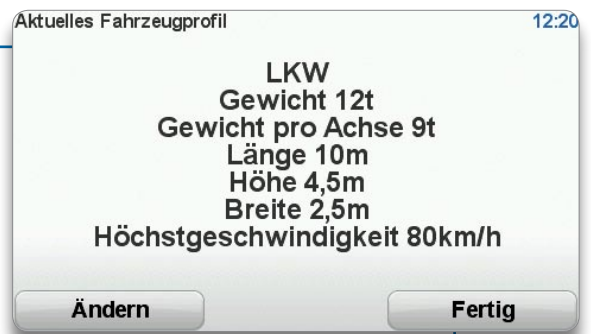 Aktuelles Fahrzeugprofil 12:20
LKW
Gewicht 12t
Gewicht pro Achse 9t
Länge 10m
Höhe 4,5m
Breite 2,5m
Höchstgeschwindigkeit 80km/h
Ändern Fertig